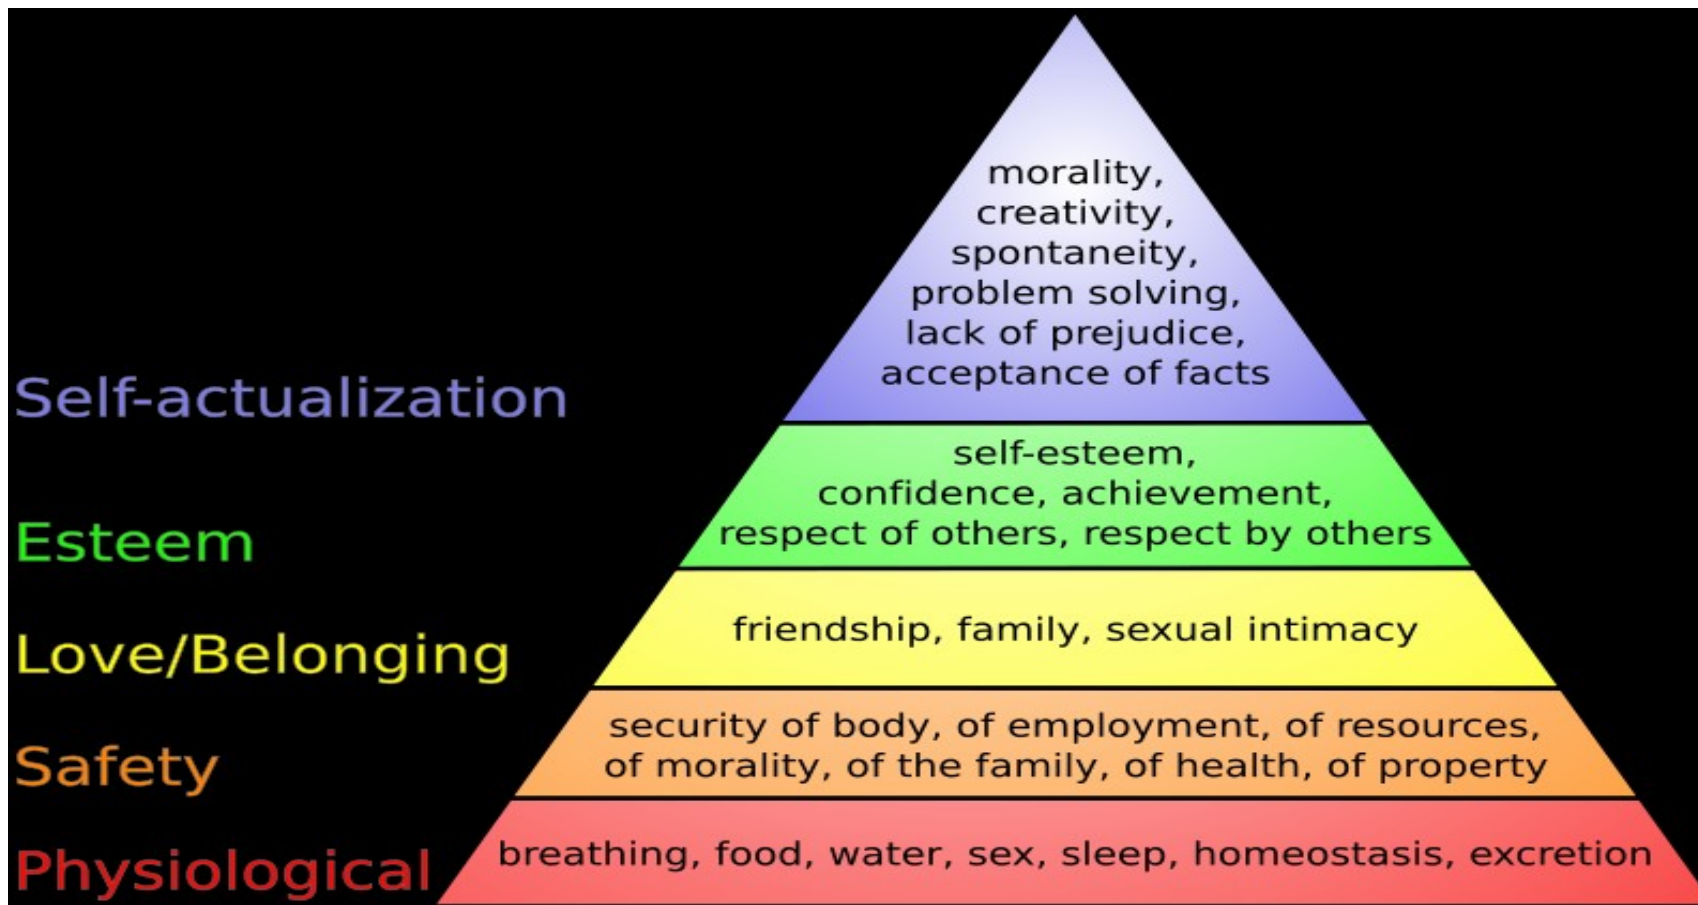 morality,
creativity,
spontaneity,
problem solving,
lack of prejudice,
acceptance of facts
Self-actualization
self-esteem,
confidence, achievement,
respect of others, respect by others
Esteem
friendship, family, sexual intimacy
Love/Belonging
security of body, of employment, of resources,
of morality, of the family, of health, of property
Safety
breathing, food, water, sex, sleep, homeostasis, excretion
Physiological